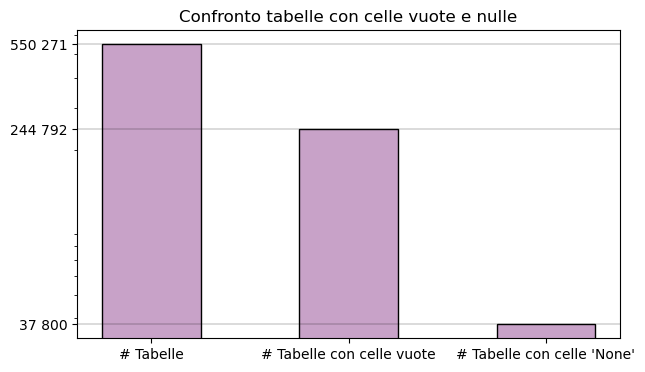 Confronto tabelle con celle vuote e nulle
550 271
244 792
37 800
# Tabelle
# Tabelle con celle vuote
# Tabelle con celle 'None'